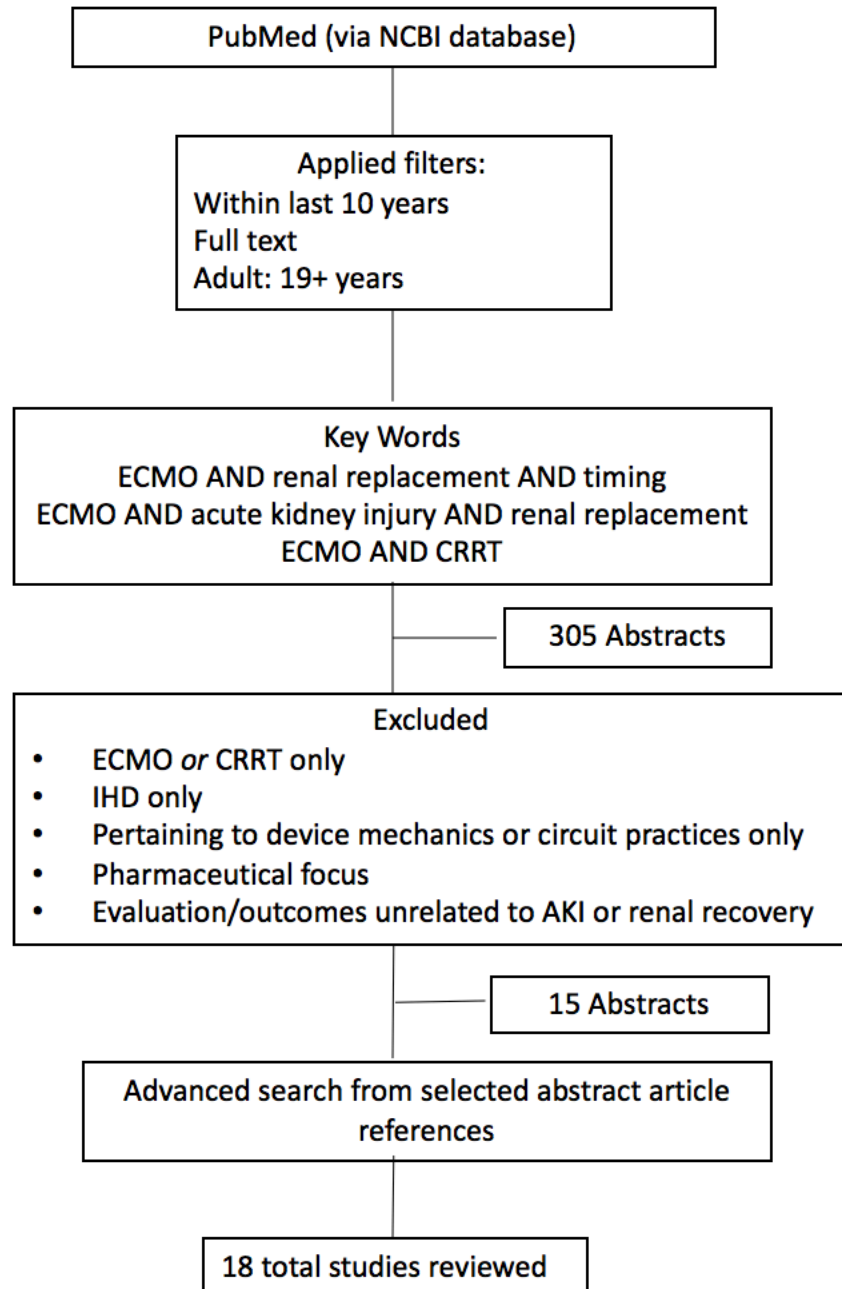 PubMed (via NCBI database)
Applied filters:
Within last 10 years
Full text
Adult: 19+ years
Key Words
ECMO AND renal replacement AND timing
ECMO AND acute kidney injury AND renal replacement
ECMO AND CRRT
305 Abstracts
Excluded
• ECMO or CRRT only
• IHD only
• Pertaining to device mechanics or circuit practices only
• Pharmaceutical focus
• Evaluation/outcomes unrelated to AKI or renal recovery
15 Abstracts
Advanced search from selected abstract article
references
18 total studies reviewed